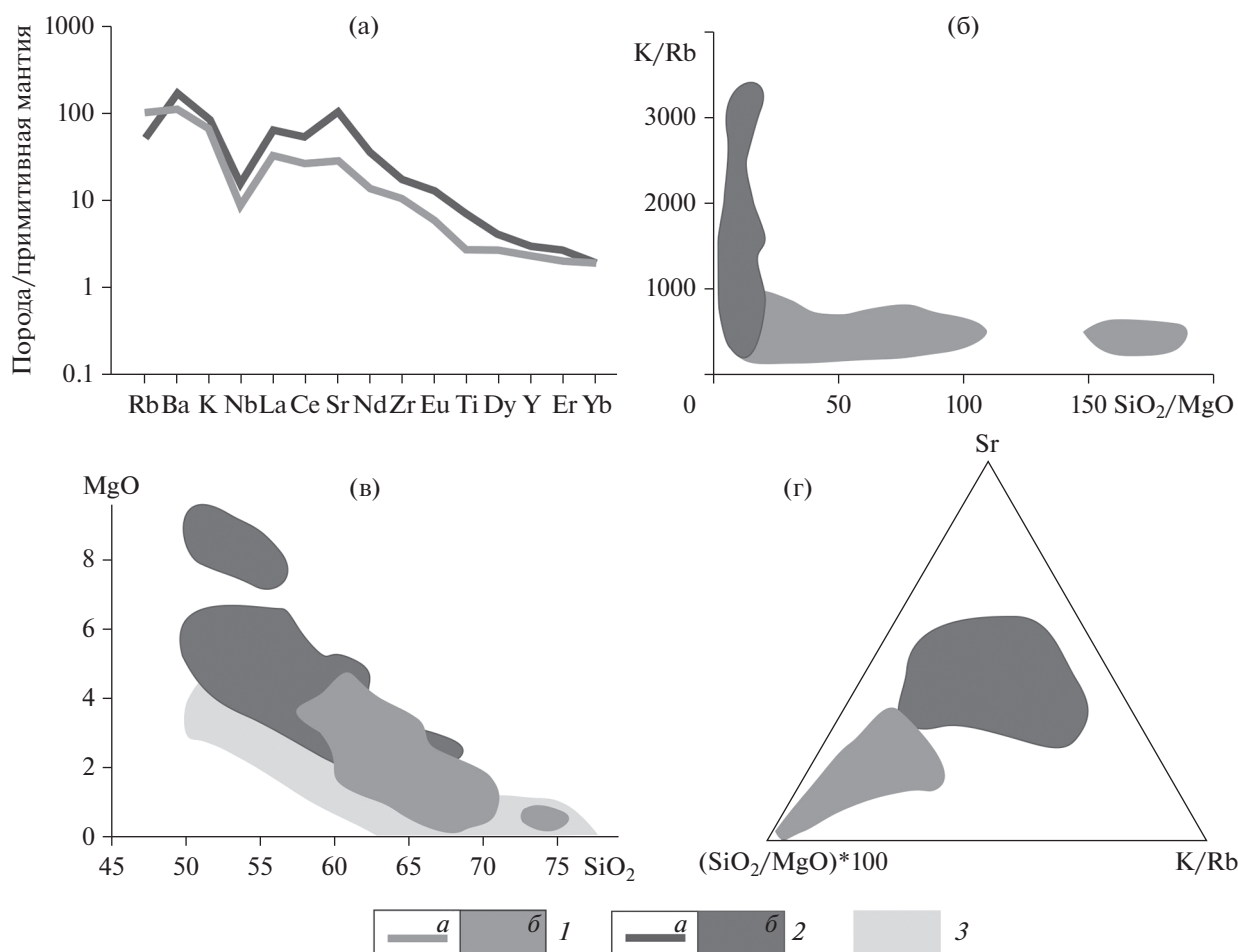 (а)
Порода/примитивная мантия
1000
100
10
1
0.1
Rb Ba K Nb La Ce Sr Nd Zr Eu Ti Dy Y Er Yb
(б)
K/Rb
3000
2000
1000
0 50 100 150 SiO₂/MgO
(в)
MgO
8
6
4
2
0
45 50 55 60 65 70 75 SiO₂
(г)
Sr
(SiO₂/MgO)*100 K/Rb
а б 1 а б 2 3